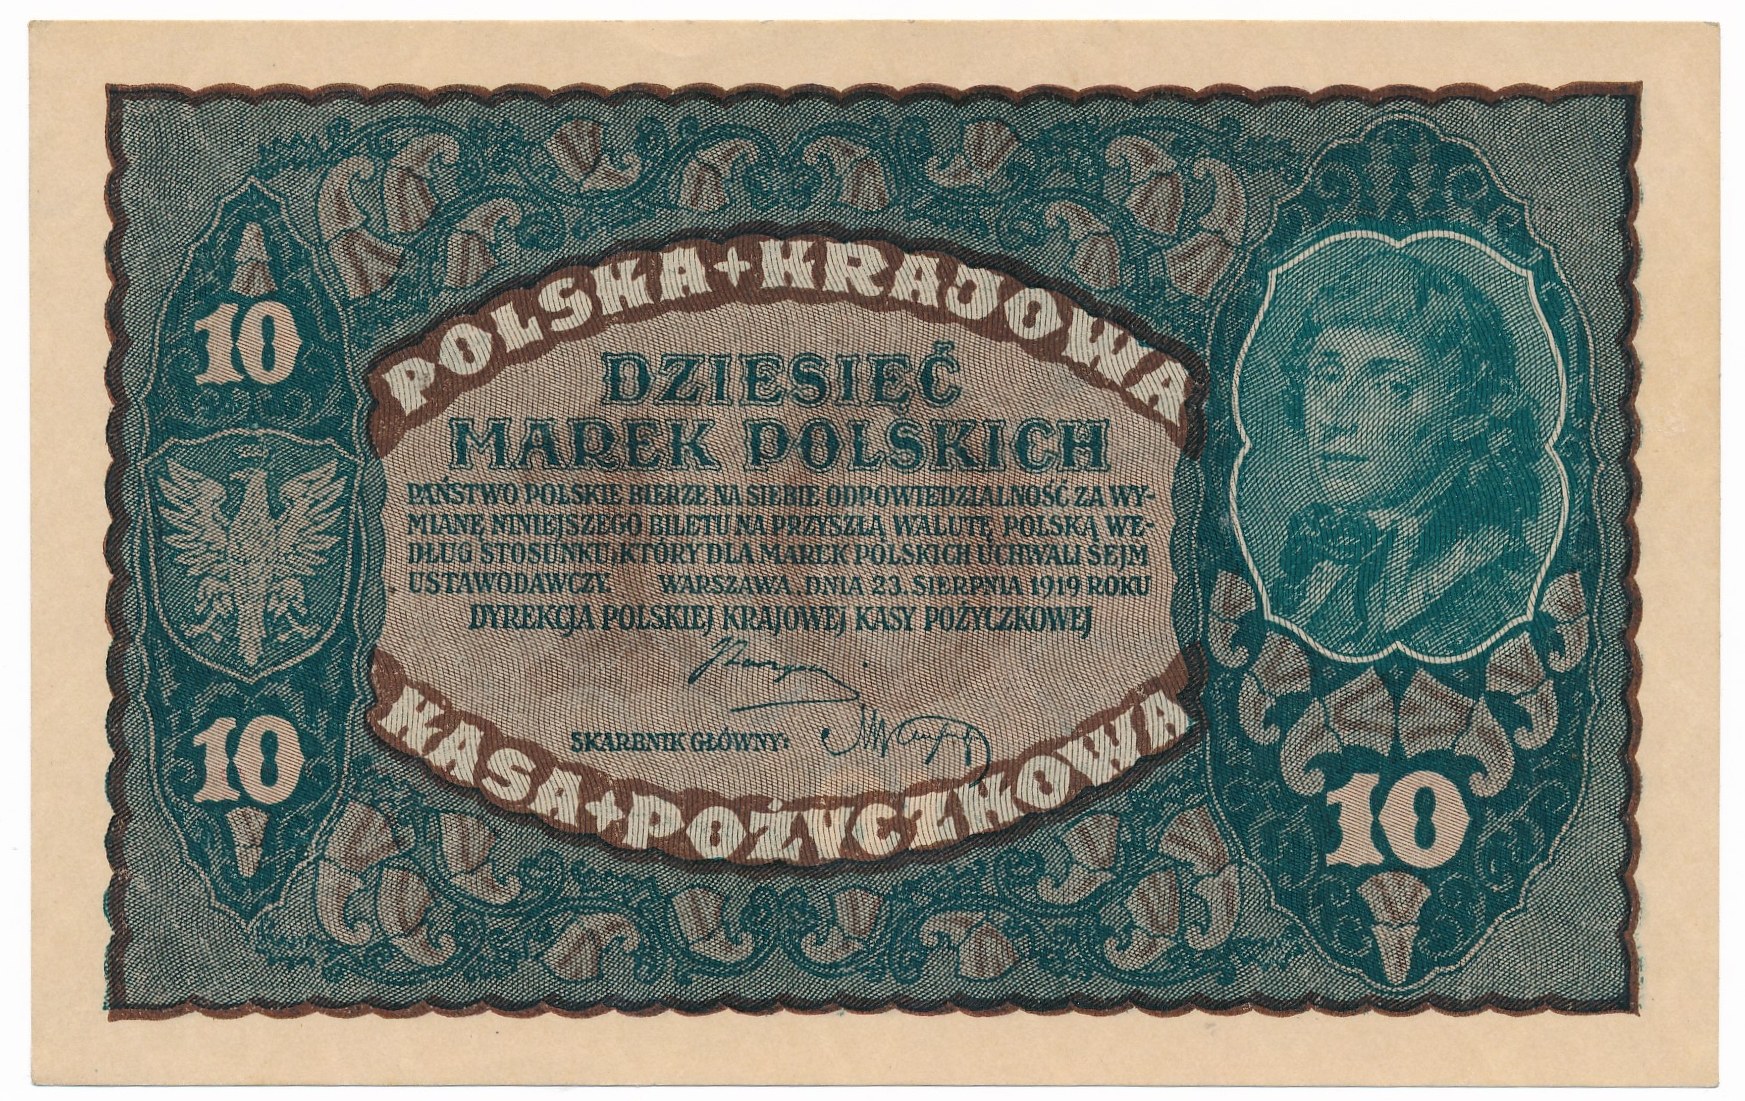 POLSKA + KRAJOWA
10
DZIESIĘĆ
MAREK POLSKICH
PAŃSTWO POLSKIE BIERZE NA SIEBIE ODPOWIEDZIALNOŚĆ ZA WY-
MIANĘ NINIEJSZEGO BILETU NA PRZYSZŁĄ WALUTĘ POLSKĄ WE-
DŁUG STOSUNKU, KTÓRY DLA MAREK POLSKICH UCHWALI SEJM
USTAWODAWCZY. WARSZAWA, DNIA 23. SIERPNIA 1919 ROKU
DYREKCJA POLSKIEJ KRAJOWEJ KASY POŻYCZKOWEJ
SKARBNIK GŁÓWNY:
10
KASA + POŻYCZKOWA
10